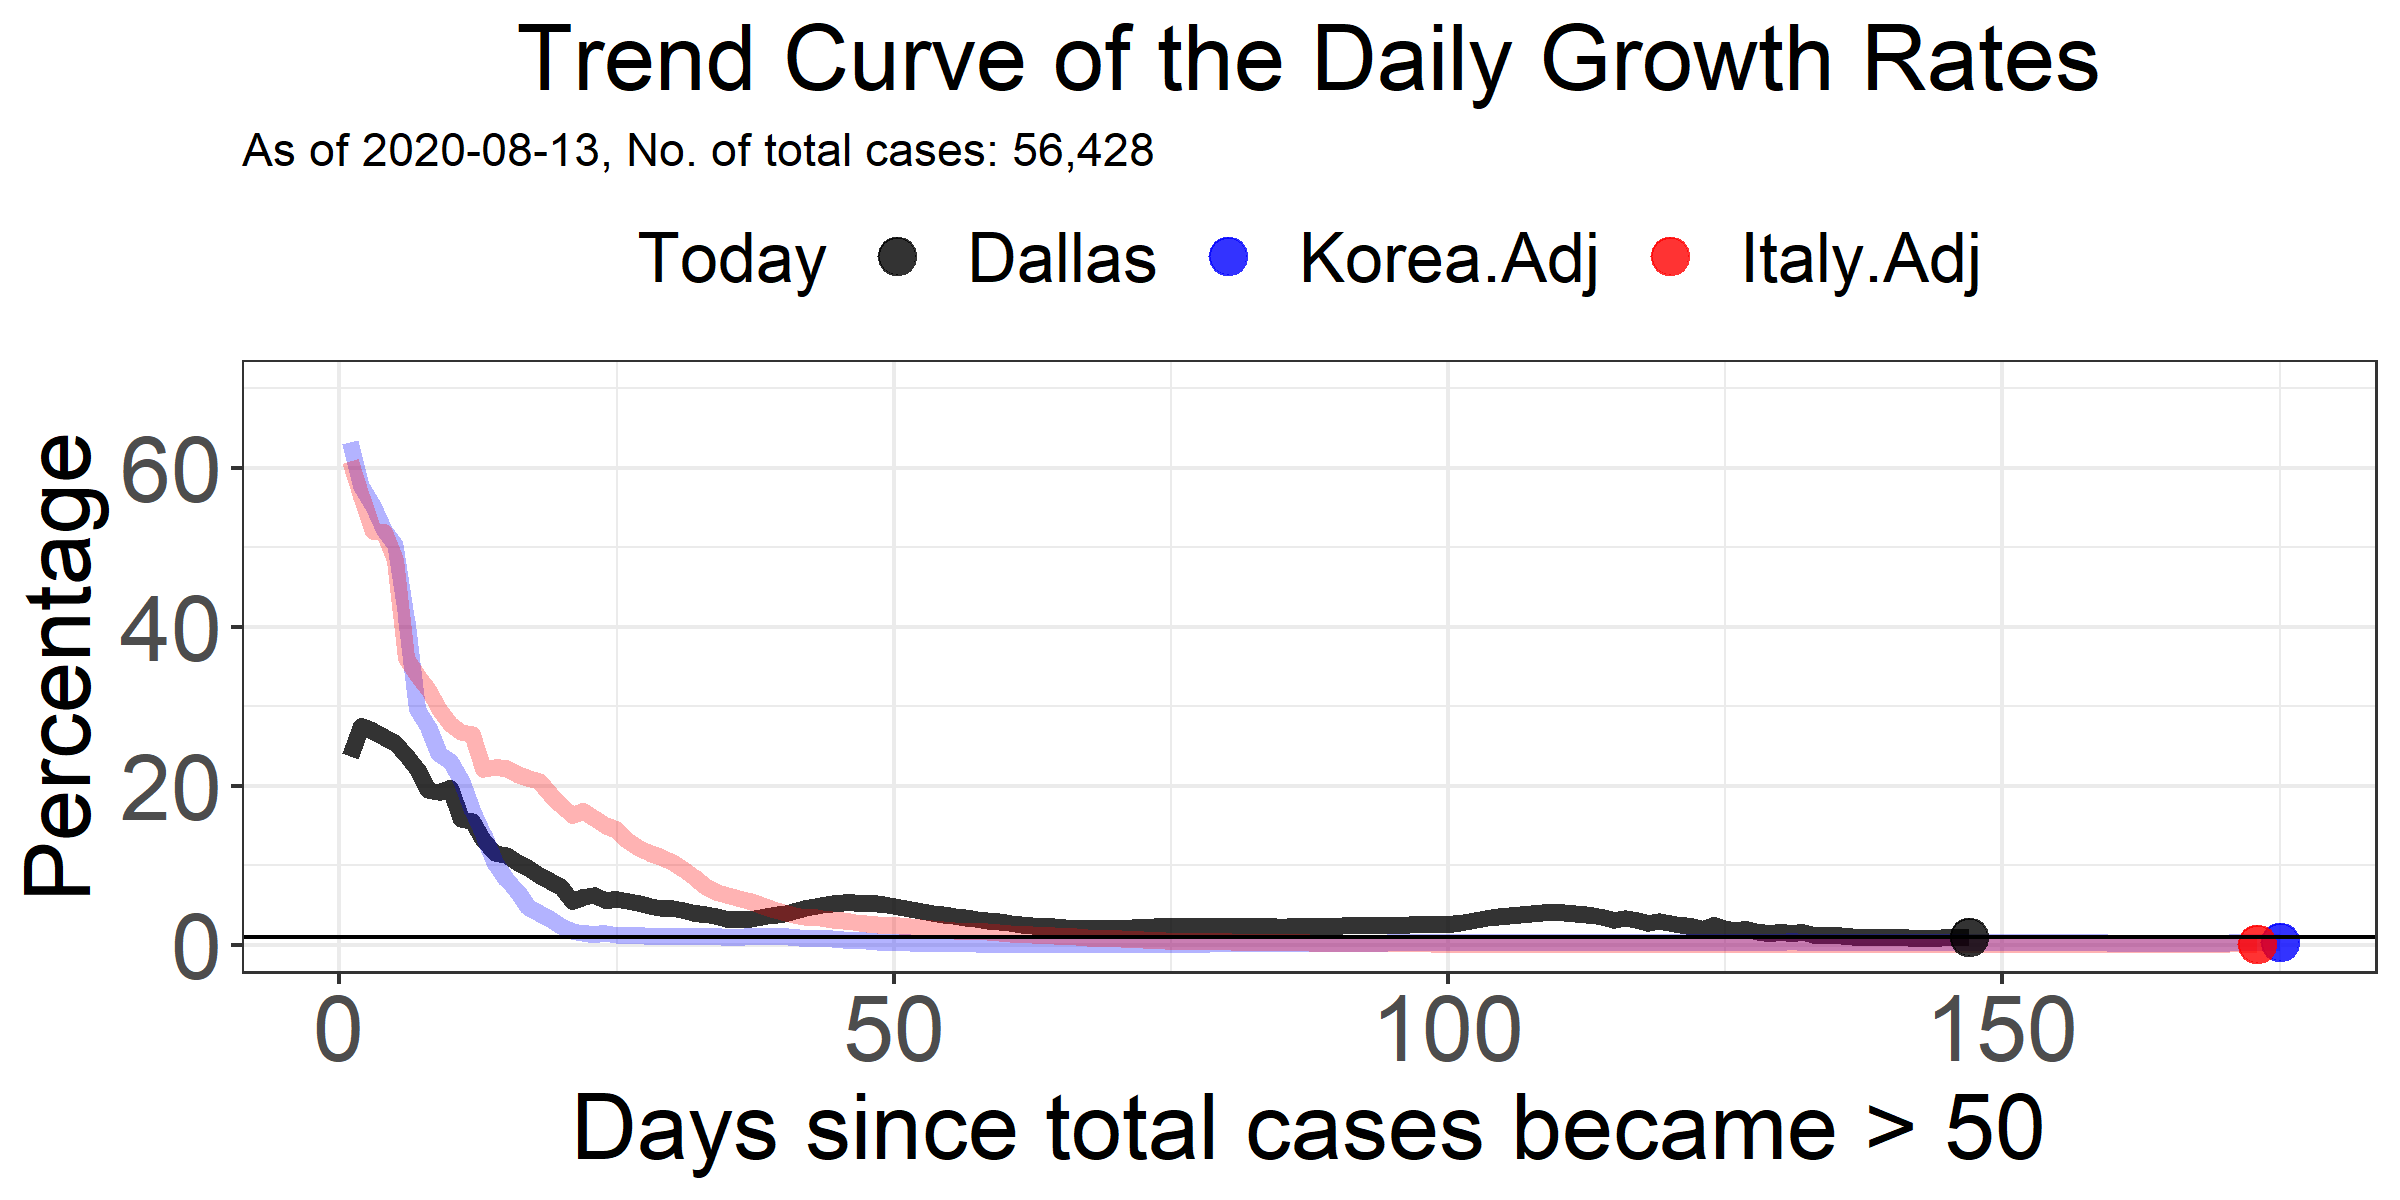 Trend Curve of the Daily Growth Rates
As of 2020-08-13, No. of total cases: 56,428
Today Dallas Korea.Adj Italy.Adj
Percentage
60
40
20
0
0 50 100 150
Days since total cases became > 50